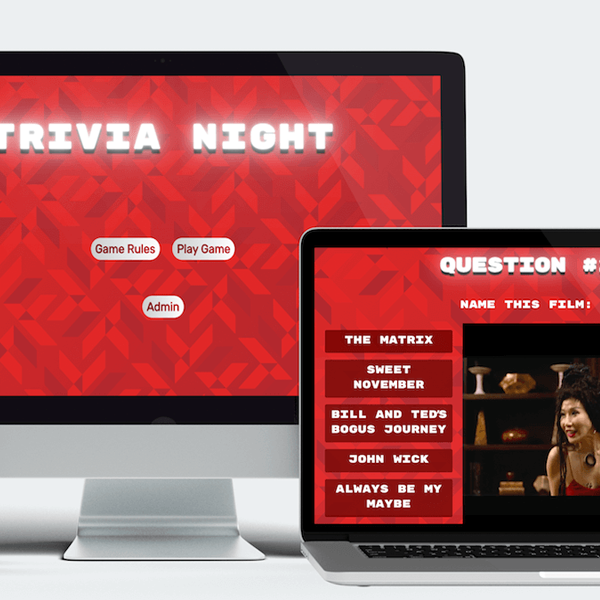 TRIVIA NIGHT
Game Rules
Play Game
Admin
QUESTION #
NAME THIS FILM:
THE MATRIX
SWEET
NOVEMBER
BILL AND TED'S
BOGUS JOURNEY
JOHN WICK
ALWAYS BE MY
MAYBE